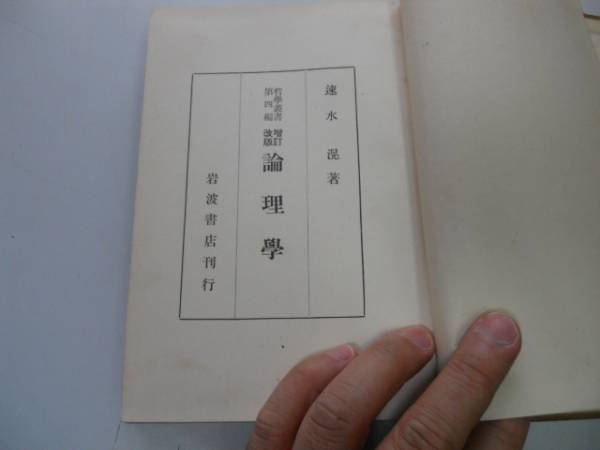 速水滉著
哲學叢書
第四編
增訂
改版
論理學
岩波書店刊行